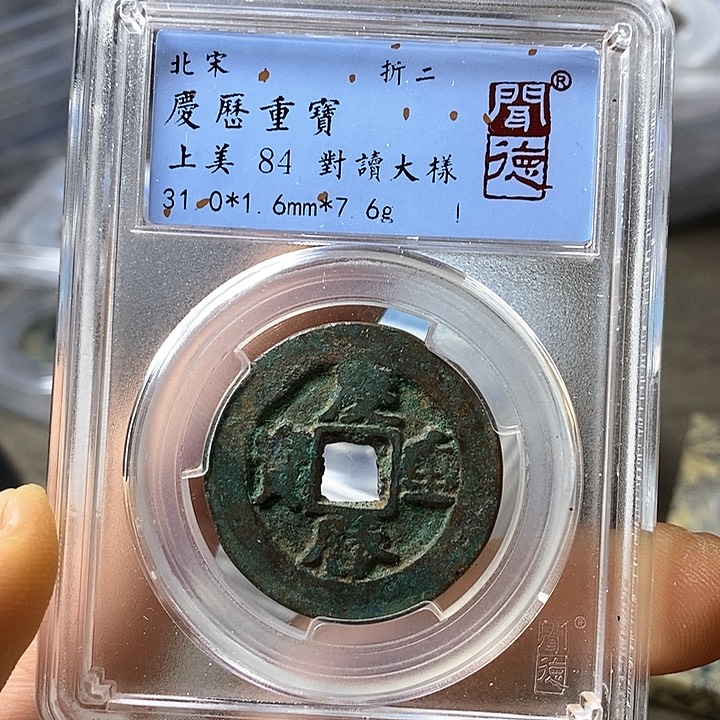 北宋 折二
慶曆重寶
上美 84 對讀大樣
31.0*1.6mm*7.6g !
聞德®
慶曆重寶
聞德®